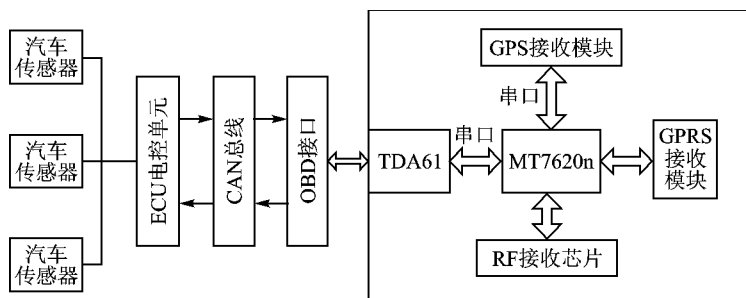 汽车
传感器
汽车
传感器
汽车
传感器
ECU电控单元
CAN总线
OBD接口
TDA61
串口
MT7620n
串口
GPS接收模块
GPRS
接收
模块
RF接收芯片